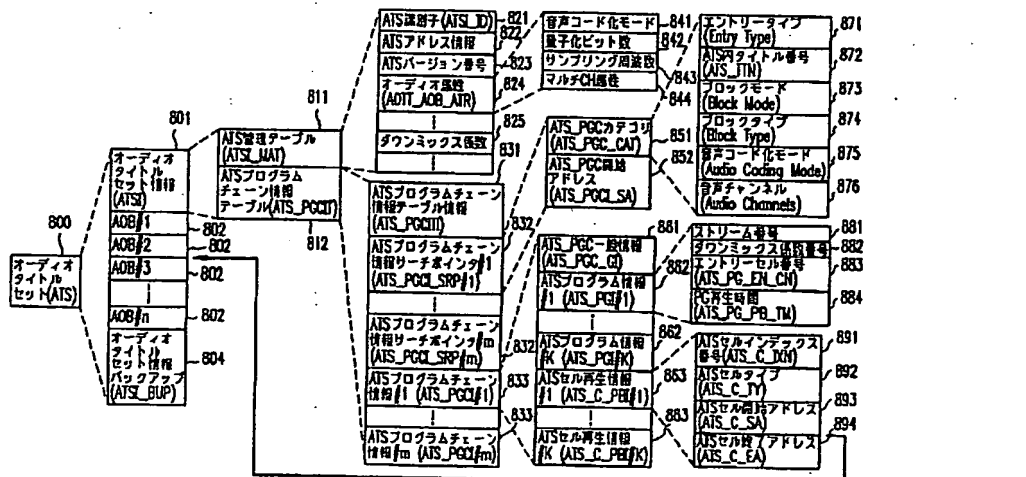 800
オーディオ
タイトル
セット(ATS)
801
オーディオ
タイトル
セット情報
(ATSI)
AOB#1
802
AOB#2
802
AOB#3
802
AOB#n
802
オーディオ
タイトル
セット情報
バックアップ
(ATSI_BUP)
804
811
ATS管理テーブル
(ATSI_MAT)
ATSプログラム
チェーン情報
テーブル(ATS_PGCIT)
812
ATS識別子(ATSI_ID)
821
ATSアドレス情報
822
ATSバージョン番号
823
オーディオ属性
(AOTT_AOB_ATR)
824
ダウンミックス係数
825
831
ATSプログラムチェーン
情報テーブル情報
(ATS_PGCITI)
832
ATSプログラムチェーン
情報サーチポインタ#1
(ATS_PGCI_SRP#1)
ATSプログラムチェーン
情報サーチポインタ#m
(ATS_PGCI_SRP#m)
832
ATSプログラムチェーン
情報#1 (ATS_PGCI#1)
833
833
ATSプログラムチェーン
情報#m (ATS_PGCI#m)
音声コード化モード
841
量子化ビット数
842
サンプリング周波数
843
マルチCH属性
844
ATS_PGCカテゴリ
(ATS_PGC_CAT)
851
ATS_PGC開始
アドレス
(ATS_PGCI_SA)
852
881
ATS_PGC一般情報
(ATS_PGC_GI)
882
ATSプログラム情報
#1 (ATS_PGI#1)
ATSプログラム情報
#K (ATS_PGI#K)
862
ATSセル再生情報
#1 (ATS_C_PBI#1)
863
ATSセル再生情報
#K (ATS_C_PBI#K)
883
エントリータイプ
(Entry Type)
871
ATS内タイトル番号
(ATS_TTN)
872
ブロックモード
(Block Mode)
873
ブロックタイプ
(Block Type)
874
音声コード化モード
(Audio Coding Mode)
875
音声チャンネル
(Audio Channels)
876
ストリーム番号
881
ダウンミックス係数番号
882
エントリーセル番号
(ATS_PG_EN_CN)
883
PG再生時間
(ATS_PG_PB_TM)
884
ATSセルインデックス
番号(ATS_C_IXN)
891
ATSセルタイプ
(ATS_C_TY)
892
ATSセル開始アドレス
(ATS_C_SA)
893
ATSセル終了アドレス
(ATS_C_EA)
894